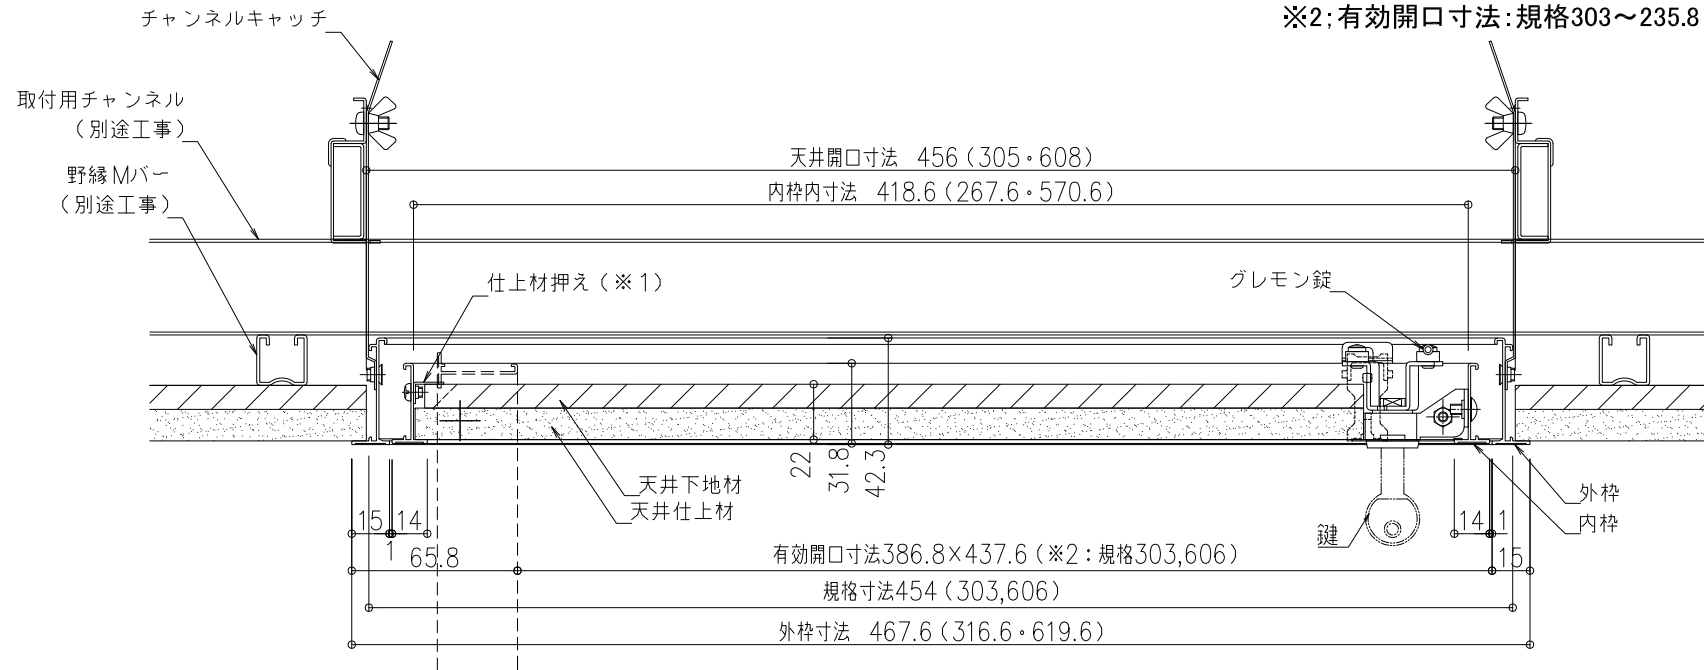 ※2;有効開口寸法:規格303～235.8
チャンネルキャッチ
取付用チャンネル
（別途工事）
野縁Mバー
（別途工事）
天井開口寸法 456（305・608）
内枠内寸法 418.6（267.6・570.6）
仕上材押え（※1）
グレモン錠
22
31.8
42.3
天井下地材
天井仕上材
外枠
内枠
鍵
15
1
14
14
1
15
65.8
有効開口寸法386.8×437.6（※2：規格303,606）
規格寸法454（303,606）
外枠寸法 467.6（316.6・619.6）